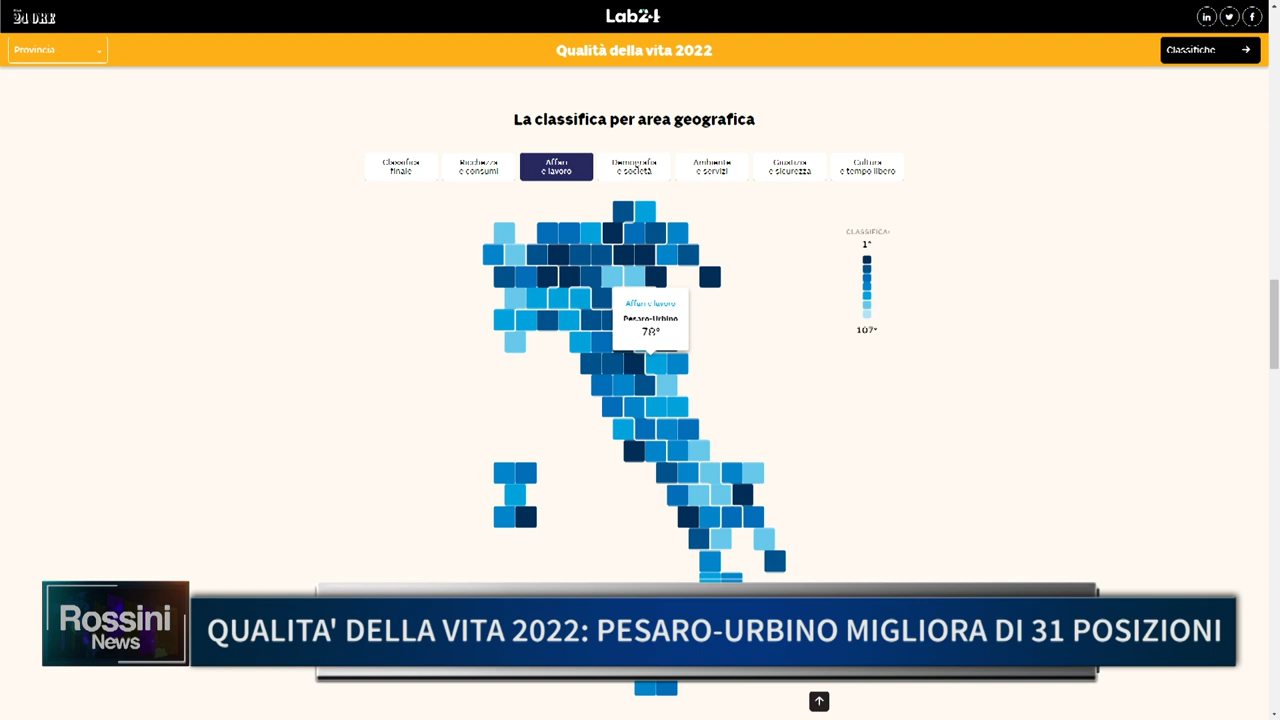 24 ORE
Lab24
Provincia
Qualità della vita 2022
Classifiche
La classifica per area geografica
Classifica
finale
Ricchezza
e consumi
Affari
e lavoro
Demografia
e società
Ambiente
e servizi
Giustizia
e sicurezza
Cultura
e tempo libero
CLASSIFICA:
1°
107°
Affari e lavoro
Pesaro-Urbino
78°
Rossini
News
QUALITA' DELLA VITA 2022: PESARO-URBINO MIGLIORA DI 31 POSIZIONI